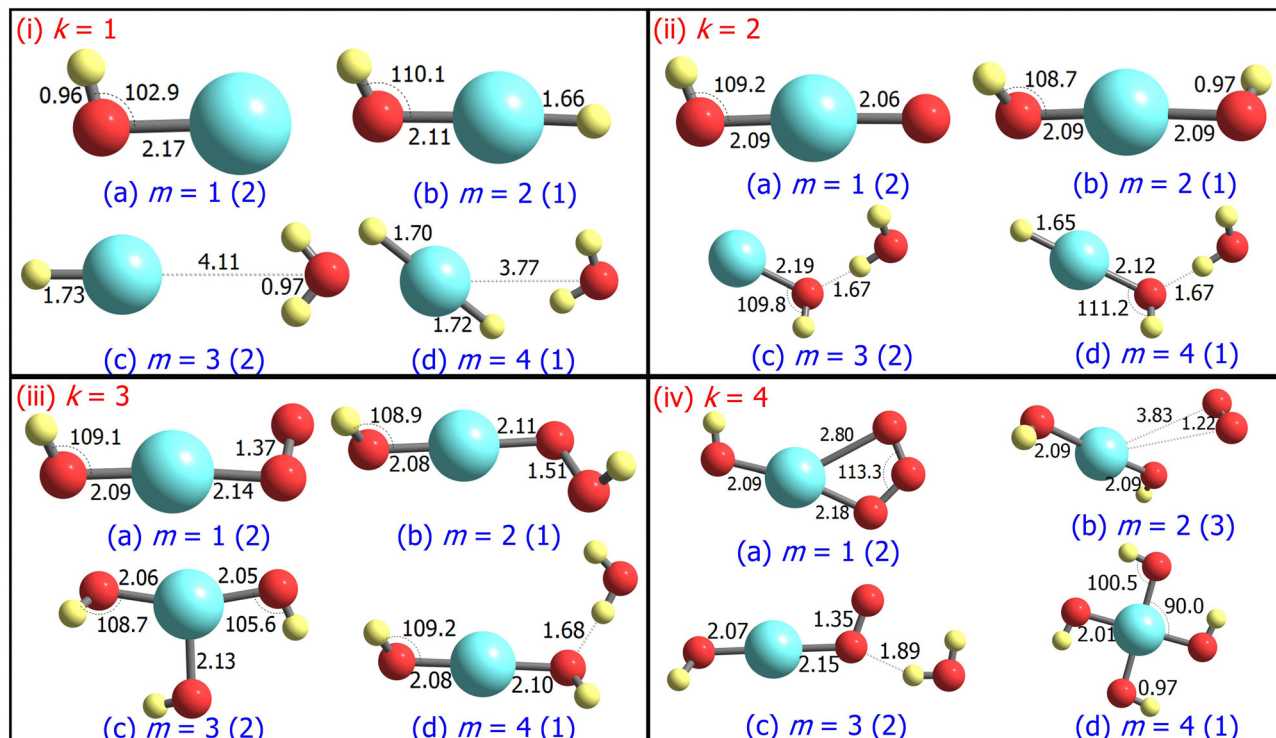 (i) k = 1
0.96
102.9
2.17
(a) m = 1 (2)
110.1
2.11
1.66
(b) m = 2 (1)
1.73
4.11
0.97
(c) m = 3 (2)
1.70
1.72
3.77
(d) m = 4 (1)
(ii) k = 2
109.2
2.09
2.06
(a) m = 1 (2)
108.7
2.09
2.09
0.97
(b) m = 2 (1)
2.19
109.8
1.67
(c) m = 3 (2)
1.65
2.12
111.2
1.67
(d) m = 4 (1)
(iii) k = 3
109.1
2.09
1.37
2.14
(a) m = 1 (2)
108.9
2.08
2.11
1.51
(b) m = 2 (1)
2.06
2.05
108.7
105.6
2.13
(c) m = 3 (2)
109.2
2.08
2.10
1.68
(d) m = 4 (1)
(iv) k = 4
2.09
2.80
113.3
2.18
(a) m = 1 (2)
2.09
3.83
1.22
2.09
(b) m = 2 (3)
2.07
1.35
2.15
1.89
(c) m = 3 (2)
100.5
90.0
2.01
0.97
(d) m = 4 (1)